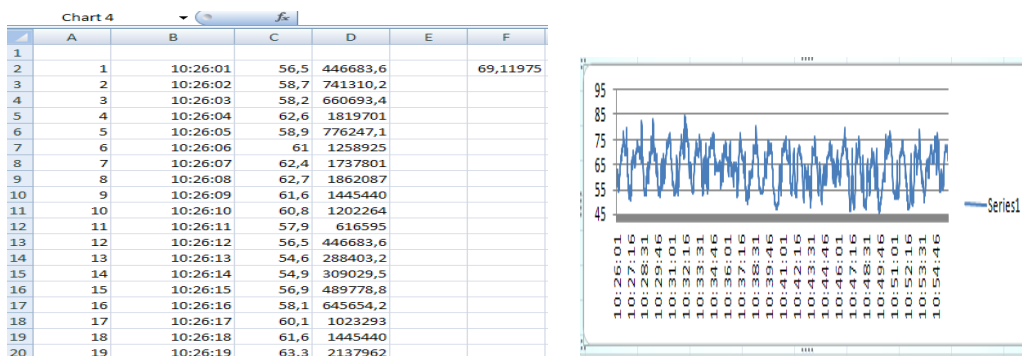 Chart 4 fx
A B C D E F
1
2 1 10:26:01 56,5 446683,6 69,11975
3 2 10:26:02 58,7 741310,2
4 3 10:26:03 58,2 660693,4
5 4 10:26:04 62,6 1819701
6 5 10:26:05 58,9 776247,1
7 6 10:26:06 61 1258925
8 7 10:26:07 62,4 1737801
9 8 10:26:08 62,7 1862087
10 9 10:26:09 61,6 1445440
11 10 10:26:10 60,8 1202264
12 11 10:26:11 57,9 616595
13 12 10:26:12 56,5 446683,6
14 13 10:26:13 54,6 288403,2
15 14 10:26:14 54,9 309029,5
16 15 10:26:15 56,9 489778,8
17 16 10:26:16 58,1 645654,2
18 17 10:26:17 60,1 1023293
19 18 10:26:18 61,6 1445440
20 19 10:26:19 63,3 2137962
95
85
75
65
55
45
Series1
10:26:01
10:27:16
10:28:31
10:29:46
10:31:01
10:32:16
10:33:31
10:34:46
10:36:01
10:37:16
10:38:31
10:39:46
10:41:01
10:42:16
10:43:31
10:44:46
10:46:01
10:47:16
10:48:31
10:49:46
10:51:01
10:52:16
10:53:31
10:54:46